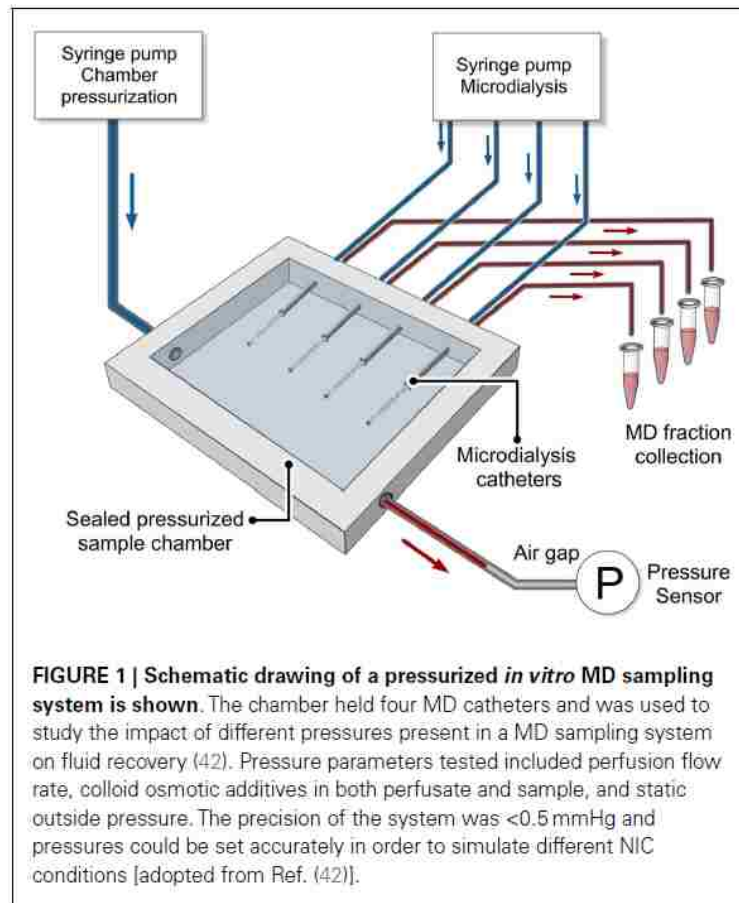 Syringe pump
Chamber
pressurization
Syringe pump
Microdialysis
MD fraction
collection
Microdialysis
catheters
Sealed pressurized
sample chamber
Air gap
P
Pressure
Sensor
FIGURE 1 | Schematic drawing of a pressurized in vitro MD sampling
system is shown. The chamber held four MD catheters and was used to
study the impact of different pressures present in a MD sampling system
on fluid recovery (42). Pressure parameters tested included perfusion flow
rate, colloid osmotic additives in both perfusate and sample, and static
outside pressure. The precision of the system was <0.5 mmHg and
pressures could be set accurately in order to simulate different NIC
conditions [adopted from Ref. (42)].